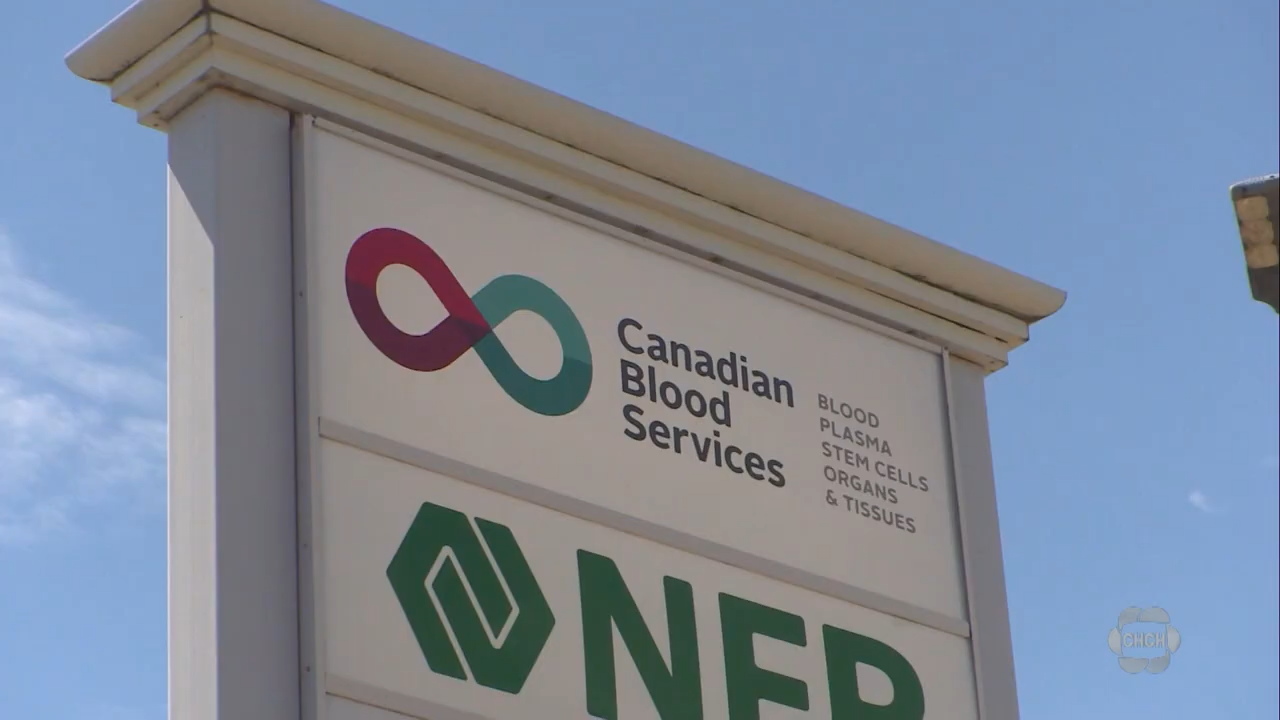 Canadian
Blood
Services
BLOOD
PLASMA
STEM CELLS
ORGANS
& TISSUES
CHCH